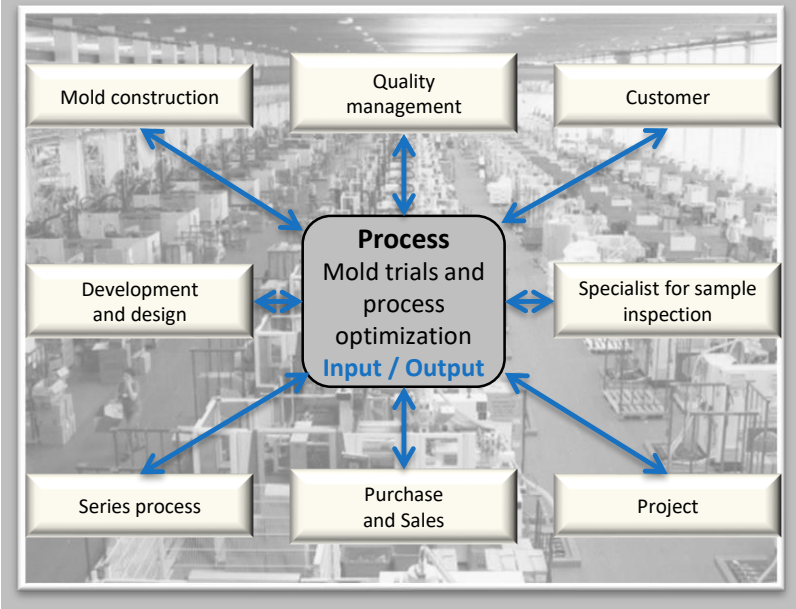 Mold construction
Quality
management
Customer
Process
Mold trials and
process
optimization
Input / Output
Development
and design
Specialist for sample
inspection
Series process
Purchase
and Sales
Project